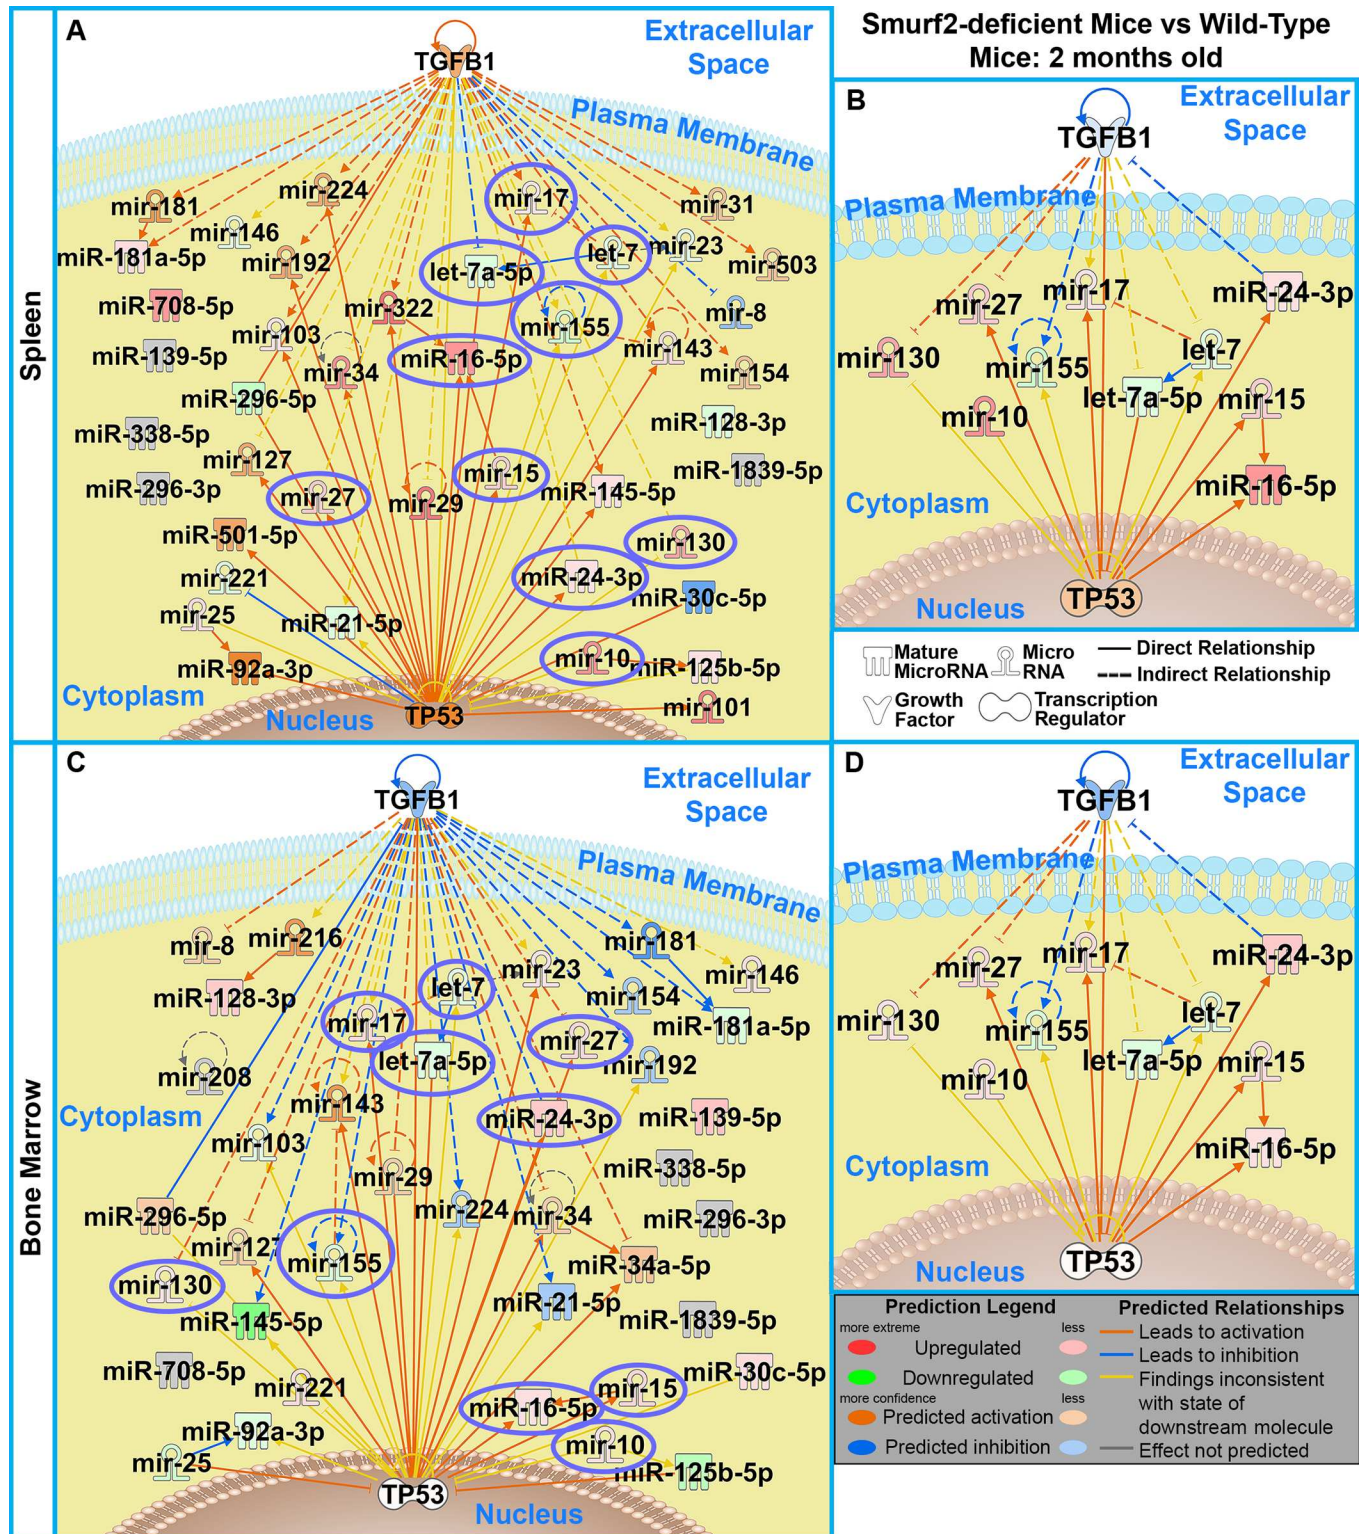 Smurf2-deficient Mice vs Wild-Type
Mice: 2 months old
Spleen
A
Extracellular
Space
TGFB1
Plasma Membrane
mir-181
mir-224
mir-17
mir-31
miR-181a-5p
mir-146
mir-192
let-7a-5p
let-7
mir-23
mir-503
miR-708-5p
mir-322
mir-8
mir-103
mir-155
miR-139-5p
mir-34
miR-16-5p
mir-143
mir-154
miR-296-5p
miR-128-3p
miR-338-5p
mir-127
mir-15
miR-1839-5p
miR-296-3p
mir-27
mir-29
miR-145-5p
miR-501-5p
mir-130
mir-221
miR-24-3p
miR-30c-5p
mir-25
miR-21-5p
miR-92a-3p
mir-10
miR-125b-5p
Cytoplasm
mir-101
Nucleus
TP53
B
Extracellular
Space
TGFB1
Plasma Membrane
mir-27
mir-17
miR-24-3p
mir-130
mir-155
let-7
mir-10
let-7a-5p
mir-15
miR-16-5p
Cytoplasm
Nucleus
TP53
Mature
MicroRNA
Micro
RNA
Direct Relationship
Indirect Relationship
Growth
Factor
Transcription
Regulator
Bone Marrow
C
Extracellular
Space
TGFB1
Plasma Membrane
mir-8
mir-216
mir-181
mir-23
mir-146
miR-128-3p
let-7
mir-154
mir-17
miR-181a-5p
mir-27
let-7a-5p
mir-192
mir-208
Cytoplasm
mir-143
miR-24-3p
miR-139-5p
mir-103
mir-29
miR-338-5p
miR-296-5p
mir-224
mir-34
miR-296-3p
mir-127
mir-155
miR-34a-5p
mir-130
miR-145-5p
miR-21-5p
miR-1839-5p
miR-708-5p
mir-221
miR-30c-5p
mir-15
miR-16-5p
miR-92a-3p
mir-10
mir-25
miR-125b-5p
TP53
Nucleus
D
Extracellular
Space
TGFB1
Plasma Membrane
mir-27
mir-17
miR-24-3p
mir-130
mir-155
let-7
mir-10
let-7a-5p
mir-15
miR-16-5p
Cytoplasm
Nucleus
TP53
Prediction Legend
more extreme
less
Upregulated
Downregulated
more confidence
less
Predicted activation
Predicted inhibition
Predicted Relationships
Leads to activation
Leads to inhibition
Findings inconsistent
with state of
downstream molecule
Effect not predicted